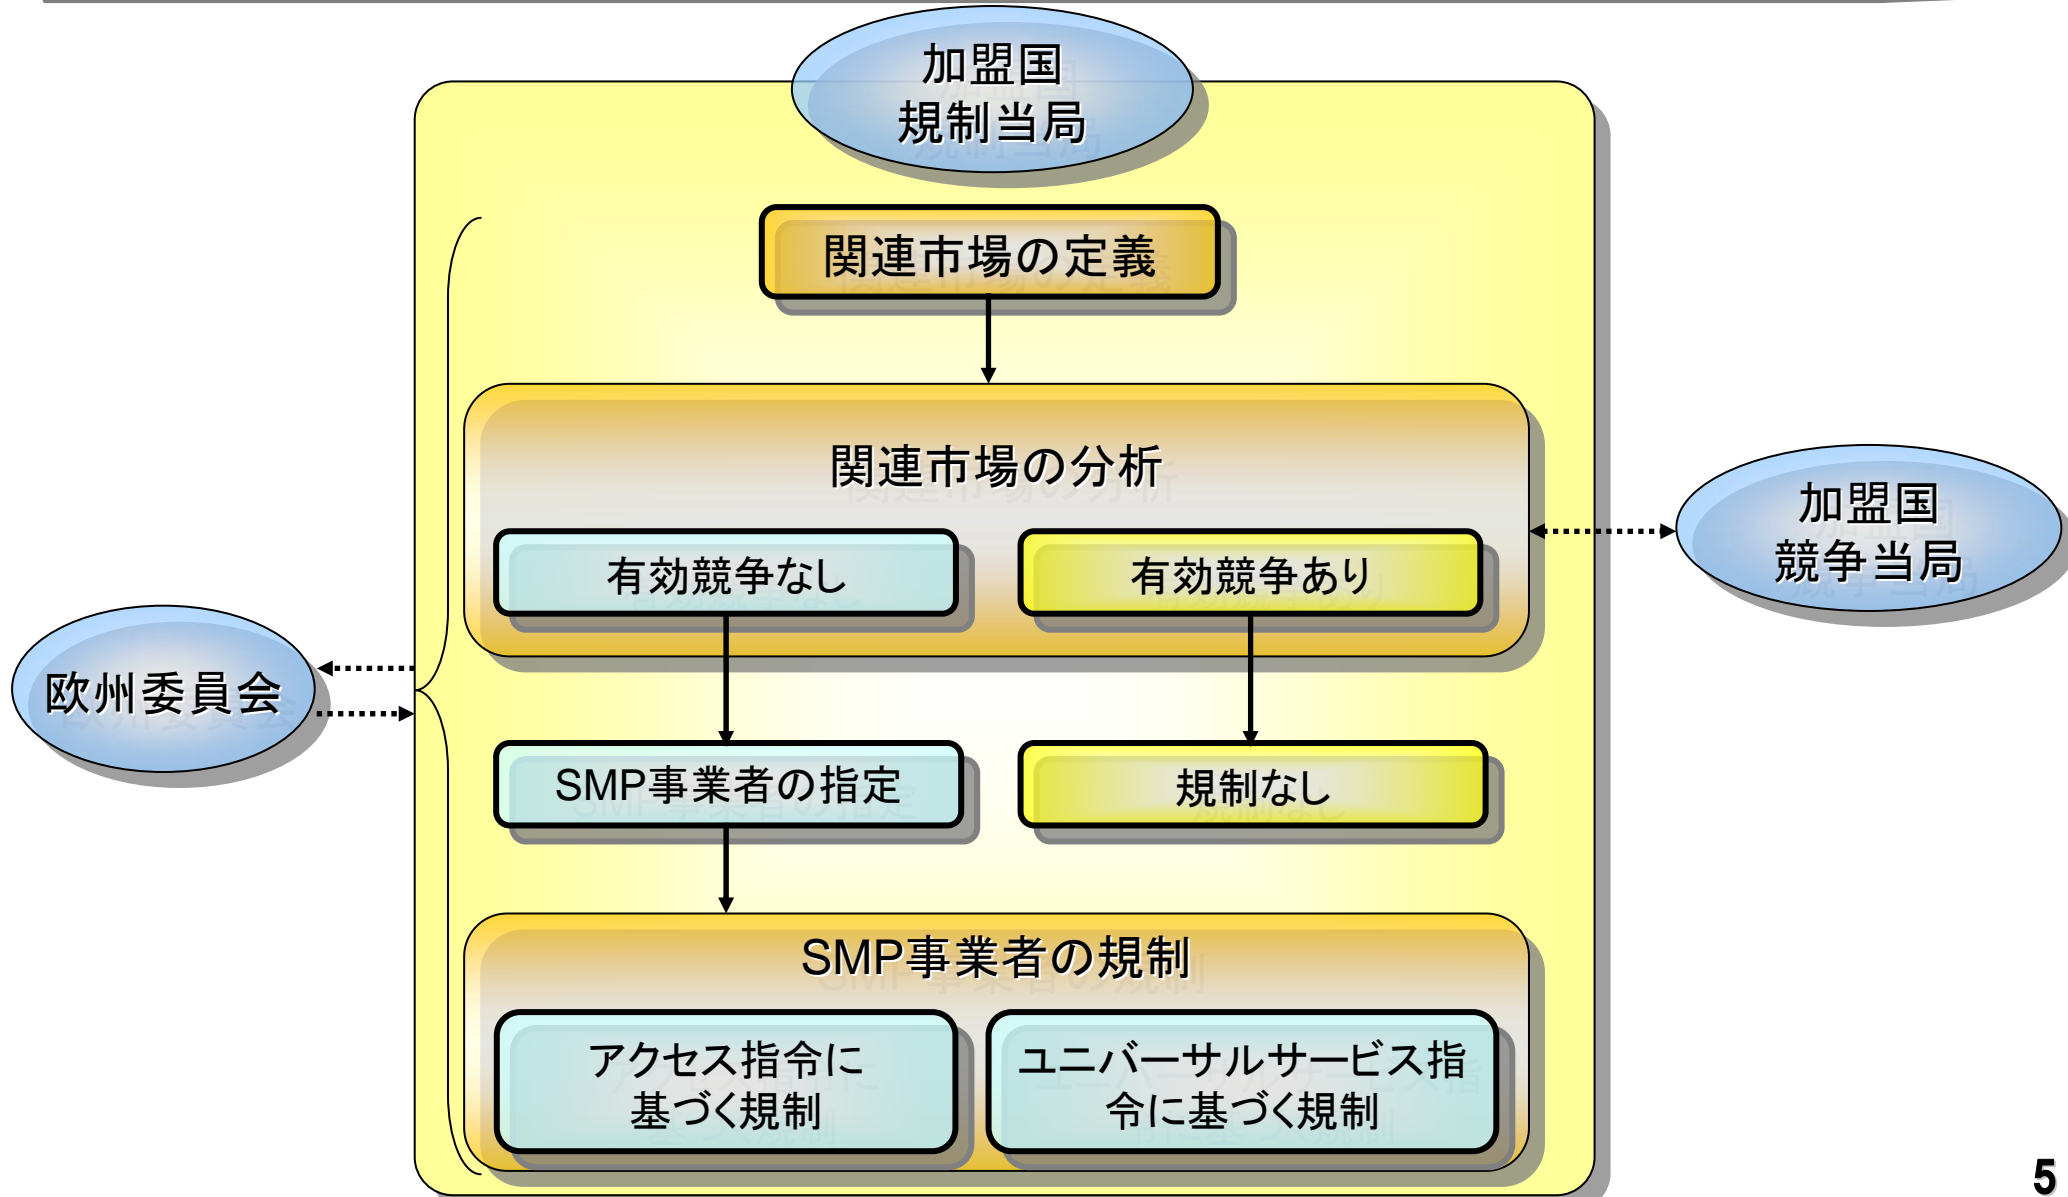 加盟国
規制当局
関連市場の定義
関連市場の分析
有効競争なし
有効競争あり
加盟国
競争当局
欧州委員会
SMP事業者の指定
規制なし
SMP事業者の規制
アクセス指令に
基づく規制
ユニバーサルサービス指
令に基づく規制
5